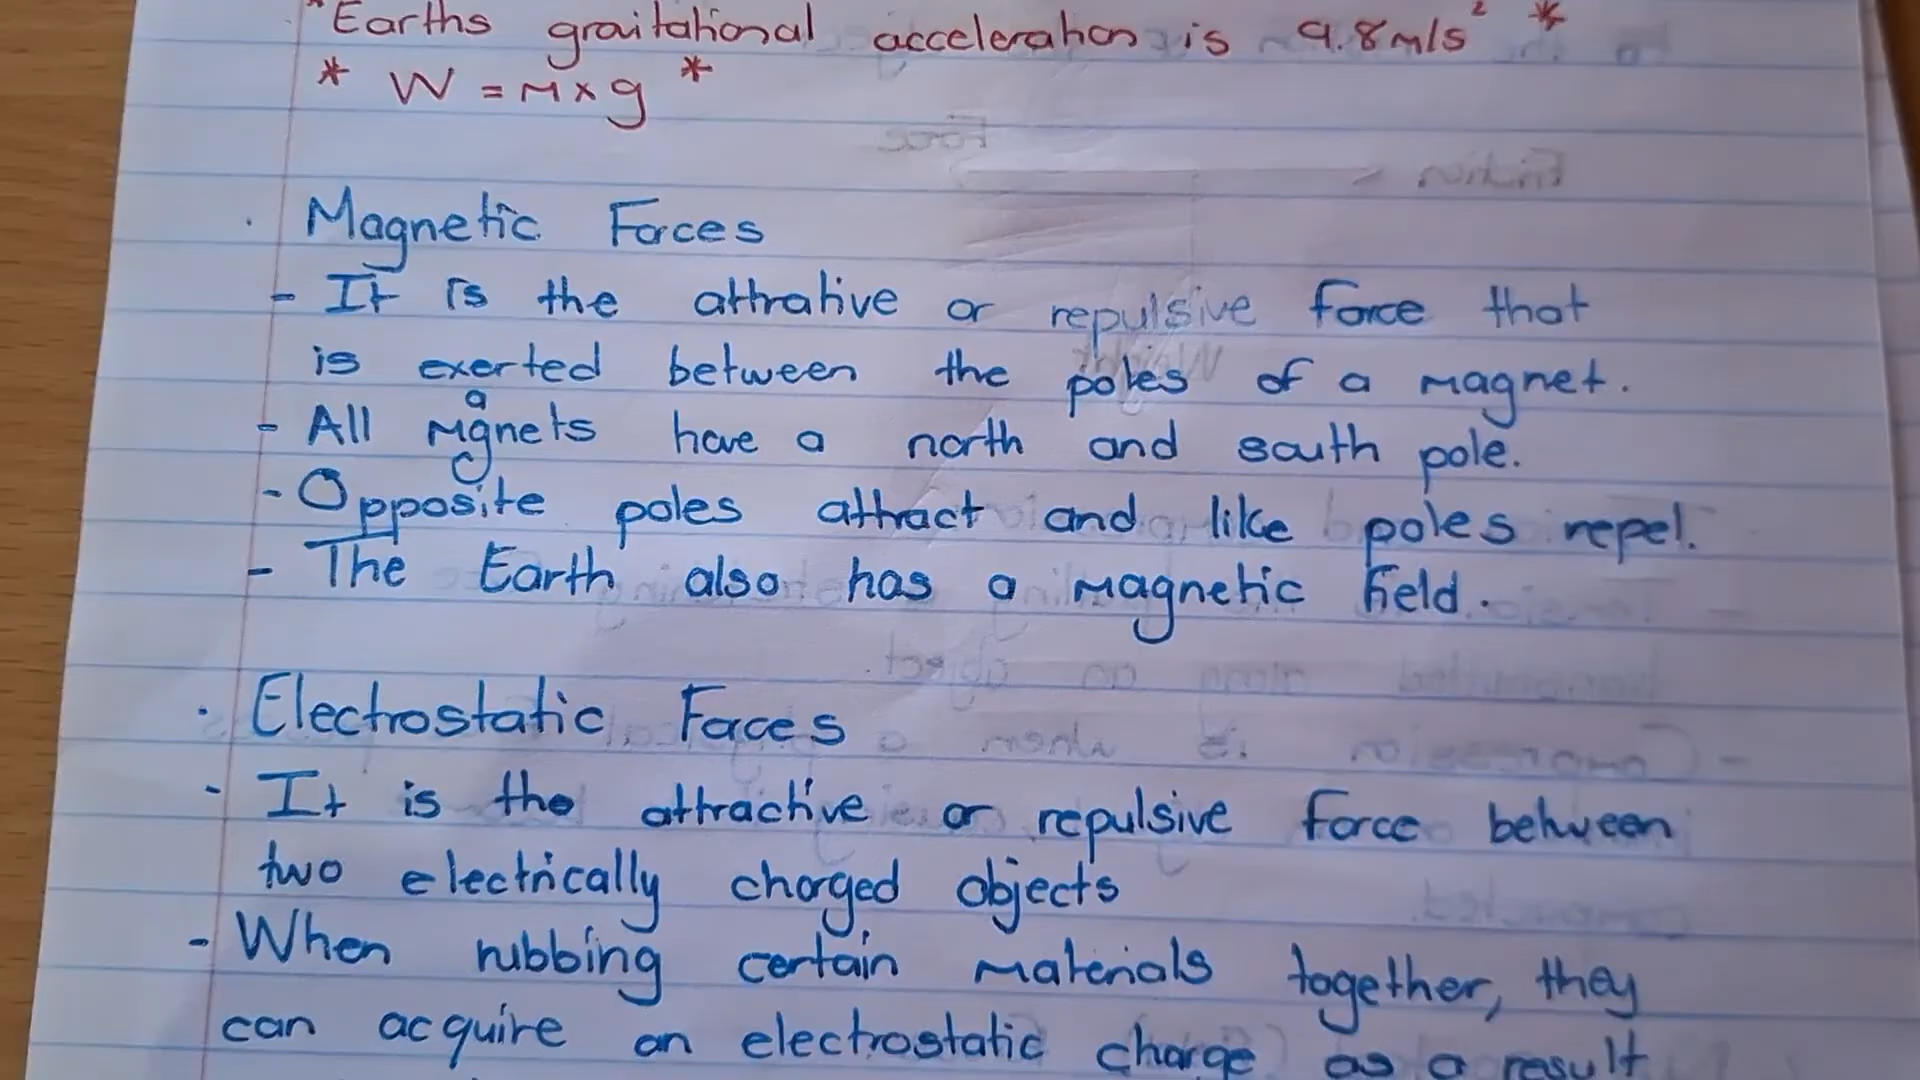 *Earths graitational acceleration is 9.8m/s² *
* W = M x g *
· Magnetic Forces
- It is the attrative or repulsive force that
is exerted between the poles of a magnet.
- All magnets have a north and south pole.
- Opposite poles attract and like poles repel.
- The Earth also has a magnetic field.
· Electrostatic Forces
- It is the attractive or repulsive force between
two electrically charged objects
- When rubbing certain materials together, they
can acquire an electrostatic charge as a result